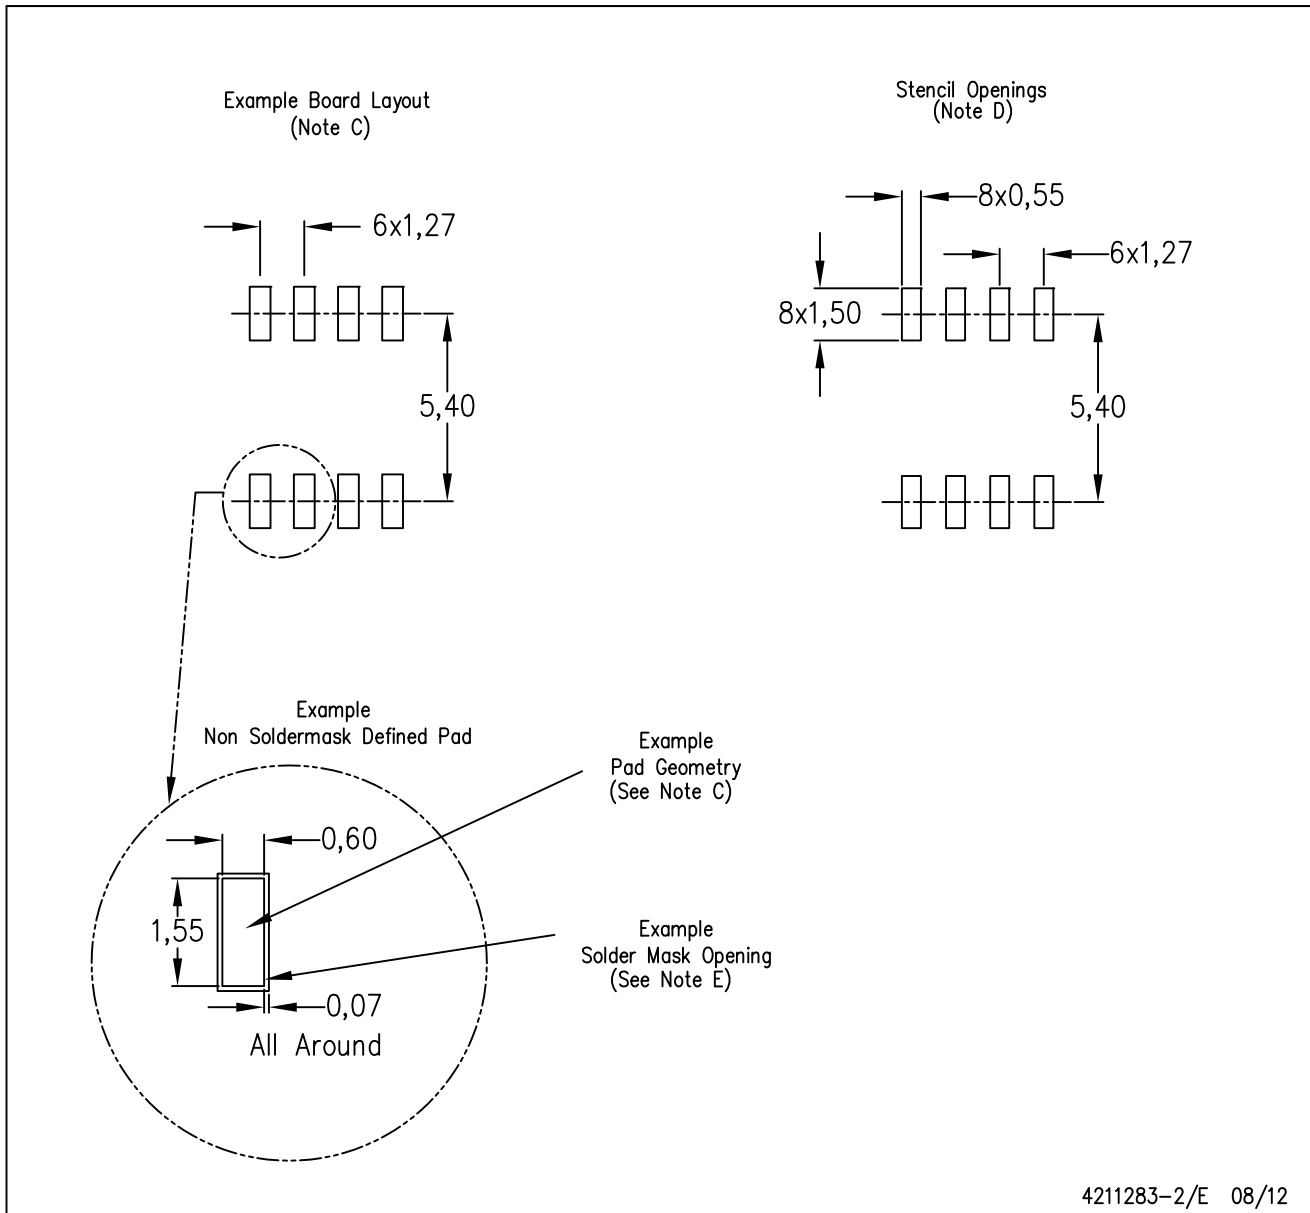 Example Board Layout
(Note C)
Stencil Openings
(Note D)
6x1,27
5,40
8x0,55
6x1,27
8x1,50
5,40
Example
Non Soldermask Defined Pad
Example
Pad Geometry
(See Note C)
0,60
1,55
Example
Solder Mask Opening
(See Note E)
0,07
All Around
4211283-2/E 08/12